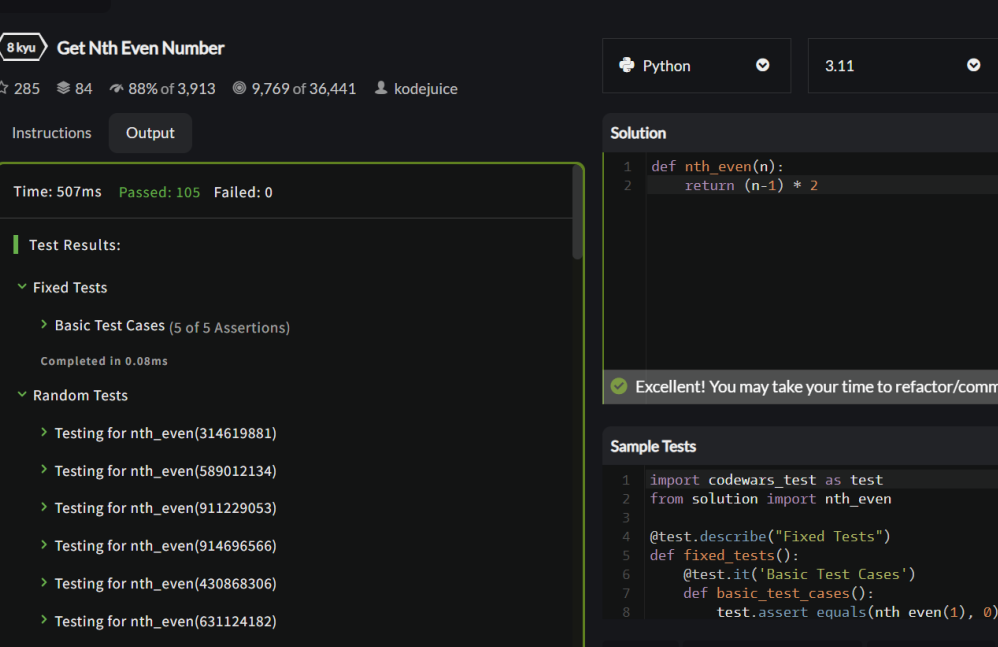 8 kyu Get Nth Even Number
285 84 88% of 3,913 9,769 of 36,441 kodejuice
Instructions Output
Time: 507ms Passed: 105 Failed: 0
Test Results:
Fixed Tests
Basic Test Cases (5 of 5 Assertions)
Completed in 0.08ms
Random Tests
Testing for nth_even(314619881)
Testing for nth_even(589012134)
Testing for nth_even(911229053)
Testing for nth_even(914696566)
Testing for nth_even(430868306)
Testing for nth_even(631124182)
Python 3.11
Solution
1 def nth_even(n):
2 return (n-1) * 2
Excellent! You may take your time to refactor/comm
Sample Tests
1 import codewars_test as test
2 from solution import nth_even
3
4 @test.describe("Fixed Tests")
5 def fixed_tests():
6 @test.it('Basic Test Cases')
7 def basic_test_cases():
8 test.assert_equals(nth_even(1), 0)